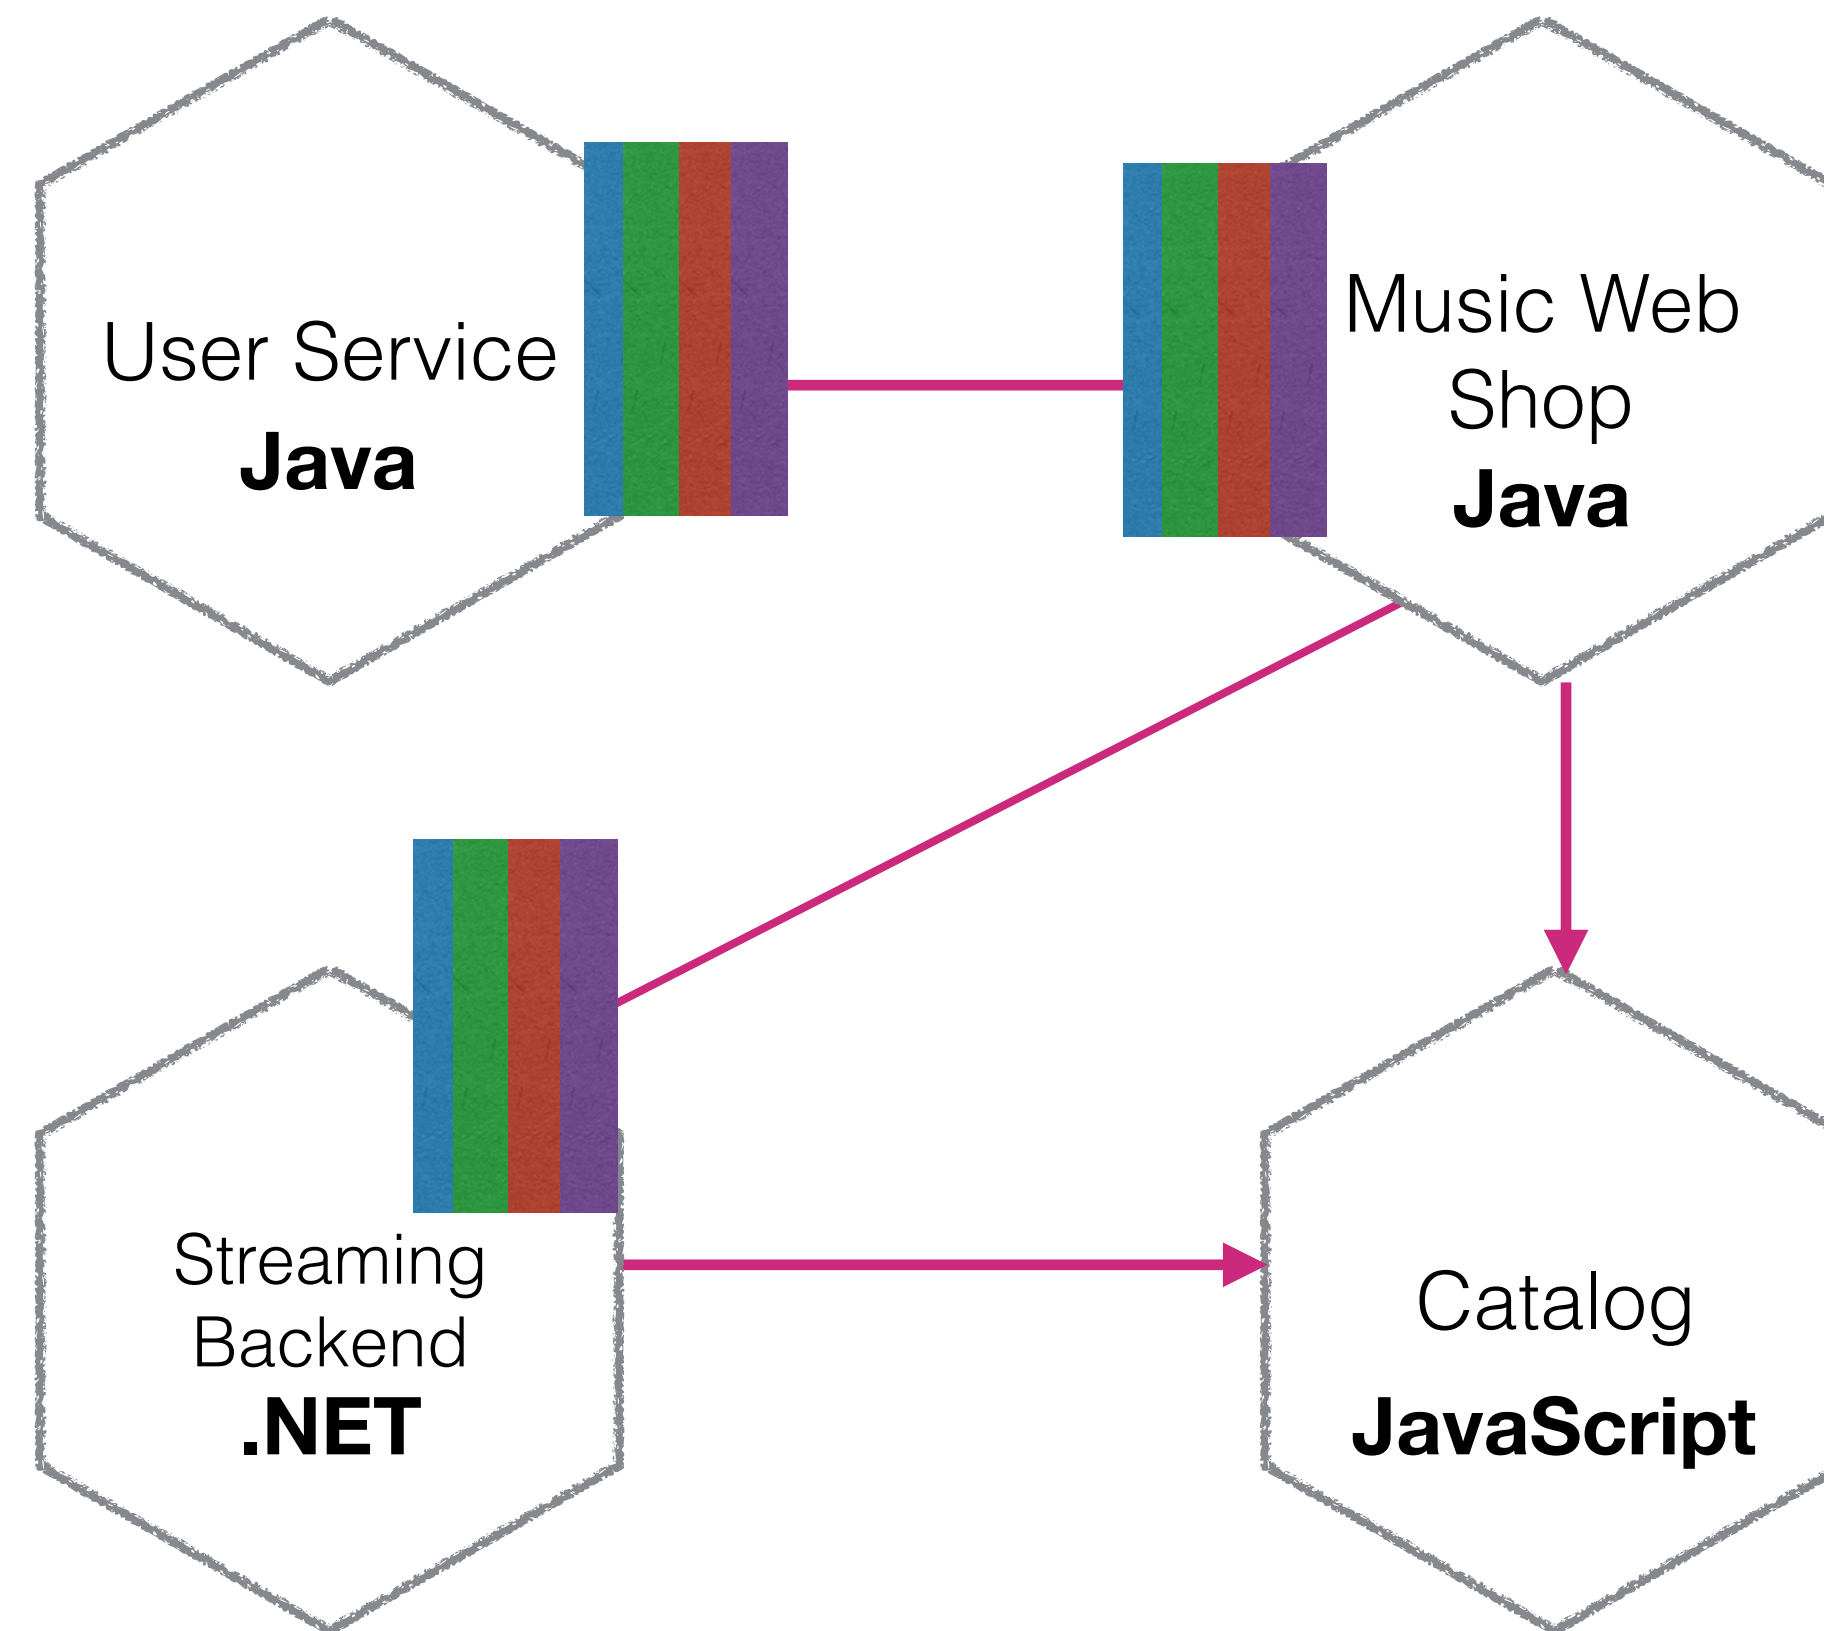 User Service
Java
Music Web
Shop
Java
Streaming
Backend
.NET
Catalog
JavaScript